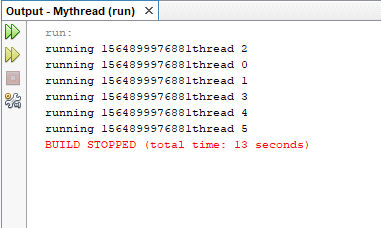 Output - Mythread (run)
run:
running 1564899976881thread 2
running 1564899976881thread 0
running 1564899976881thread 1
running 1564899976881thread 3
running 1564899976881thread 4
running 1564899976881thread 5
BUILD STOPPED (total time: 13 seconds)